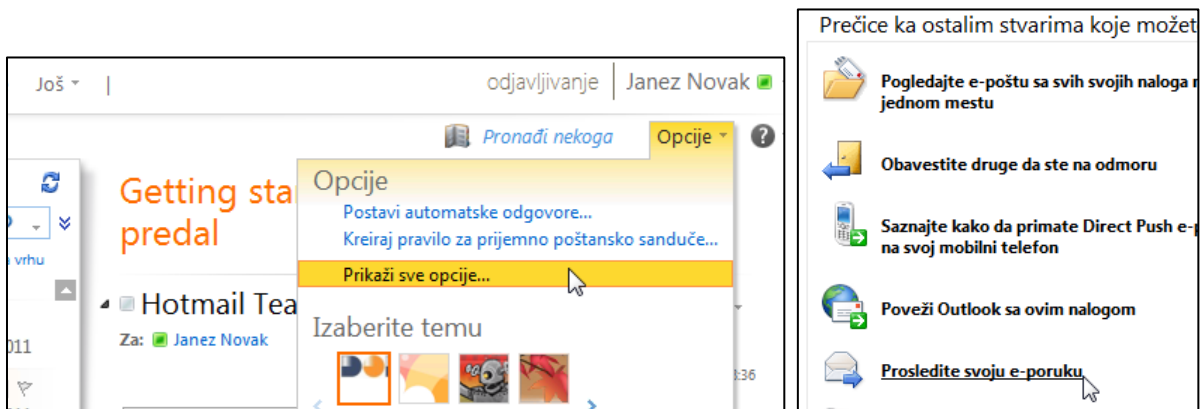 Još
odjavljivanje
Janez Novak
Pronađi nekoga
Opcije
Getting sta
predal
vrhu
Hotmail Tea
Za:
Janez Novak
011
Opcije
Postavi automatske odgovore...
Kreiraj pravilo za prijemno poštansko sanduče...
Prikaži sve opcije...
Izaberite temu
:36
Prečice ka ostalim stvarima koje možet
Pogledajte e-poštu sa svih svojih naloga
jednom mestu
Obavestite druge da ste na odmoru
Saznajte kako da primate Direct Push e-
na svoj mobilni telefon
Poveži Outlook sa ovim nalogom
Prosledite svoju e-poruku